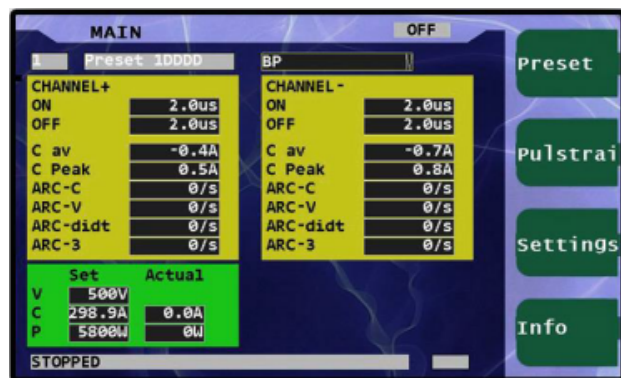 MAIN OFF
1 Preset 1DDDD BP
CHANNEL+
ON 2.0us
OFF 2.0us
C av -0.4A
C Peak 0.5A
ARC-C 0/s
ARC-V 0/s
ARC-didt 0/s
ARC-3 0/s
CHANNEL-
ON 2.0us
OFF 2.0us
C av -0.7A
C Peak 0.8A
ARC-C 0/s
ARC-V 0/s
ARC-didt 0/s
ARC-3 0/s
Set Actual
V 500V
C 298.9A 0.0A
P 5800W 0W
STOPPED
Preset
Pulstrai
Settings
Info